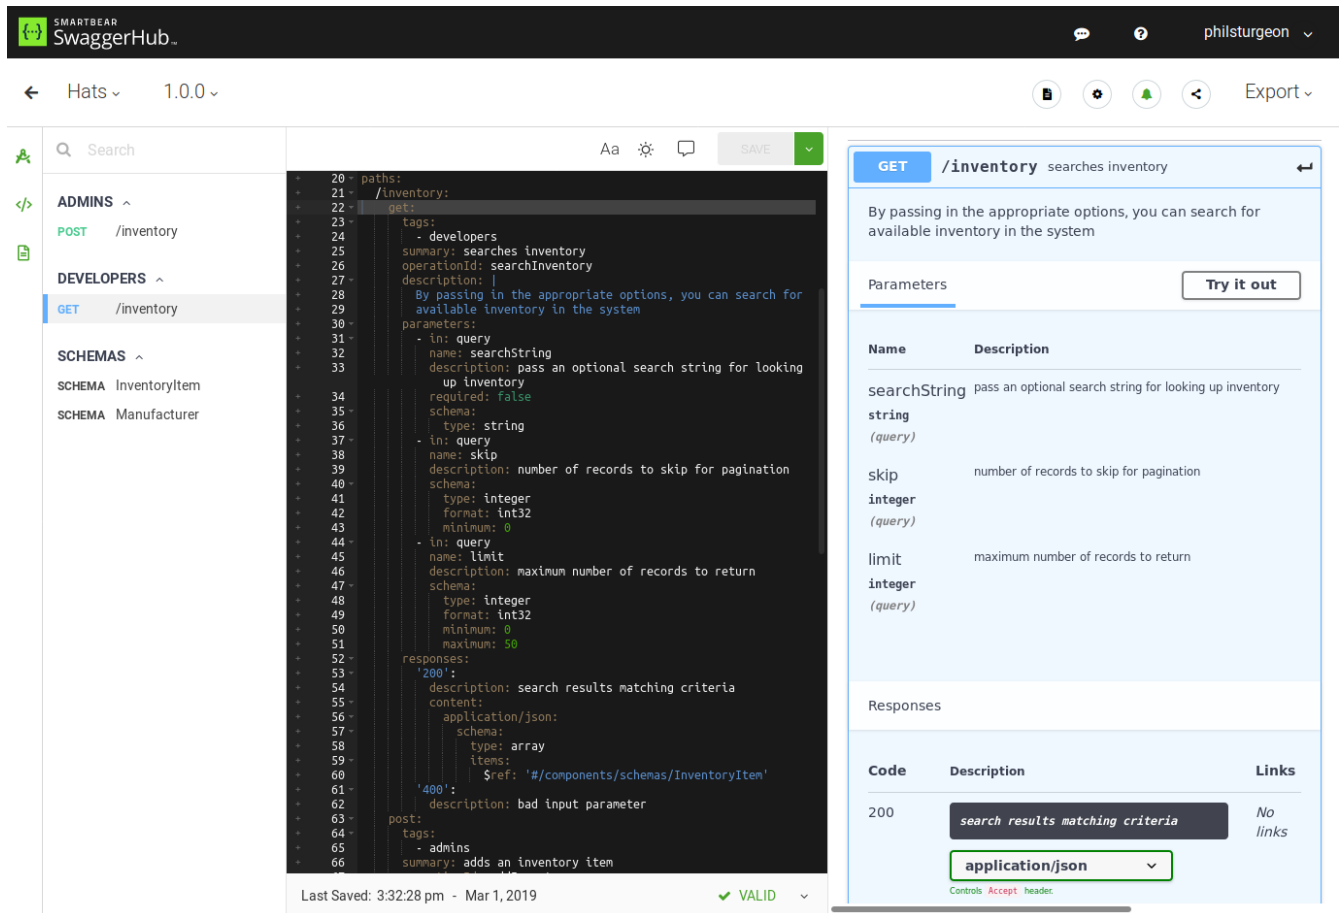 SMARTBEAR
SwaggerHub
philsturgeon
Hats
1.0.0
Export
Search
ADMINS
POST /inventory
DEVELOPERS
GET /inventory
SCHEMAS
SCHEMA InventoryItem
SCHEMA Manufacturer
Aa
SAVE
20 paths:
21 /inventory:
22 get:
23 tags:
24 - developers
25 summary: searches inventory
26 operationId: searchInventory
27 description: |
28 By passing in the appropriate options, you can search for
29 available inventory in the system
30 parameters:
31 - in: query
32 name: searchString
33 description: pass an optional search string for looking
up inventory
34 required: false
35 schema:
36 type: string
37 - in: query
38 name: skip
39 description: number of records to skip for pagination
40 schema:
41 type: integer
42 format: int32
43 minimum: 0
44 - in: query
45 name: limit
46 description: maximum number of records to return
47 schema:
48 type: integer
49 format: int32
50 minimum: 0
51 maximum: 50
52 responses:
53 '200':
54 description: search results matching criteria
55 content:
56 application/json:
57 schema:
58 type: array
59 items:
60 $ref: '#/components/schemas/InventoryItem'
61 '400':
62 description: bad input parameter
63 post:
64 tags:
65 - admins
66 summary: adds an inventory item
Last Saved: 3:32:28 pm - Mar 1, 2019
VALID
GET /inventory searches inventory
By passing in the appropriate options, you can search for
available inventory in the system
Parameters
Try it out
Name Description
searchString pass an optional search string for looking up inventory
string
(query)
skip number of records to skip for pagination
integer
(query)
limit maximum number of records to return
integer
(query)
Responses
Code Description Links
200 search results matching criteria No
links
application/json
Controls Accept header.